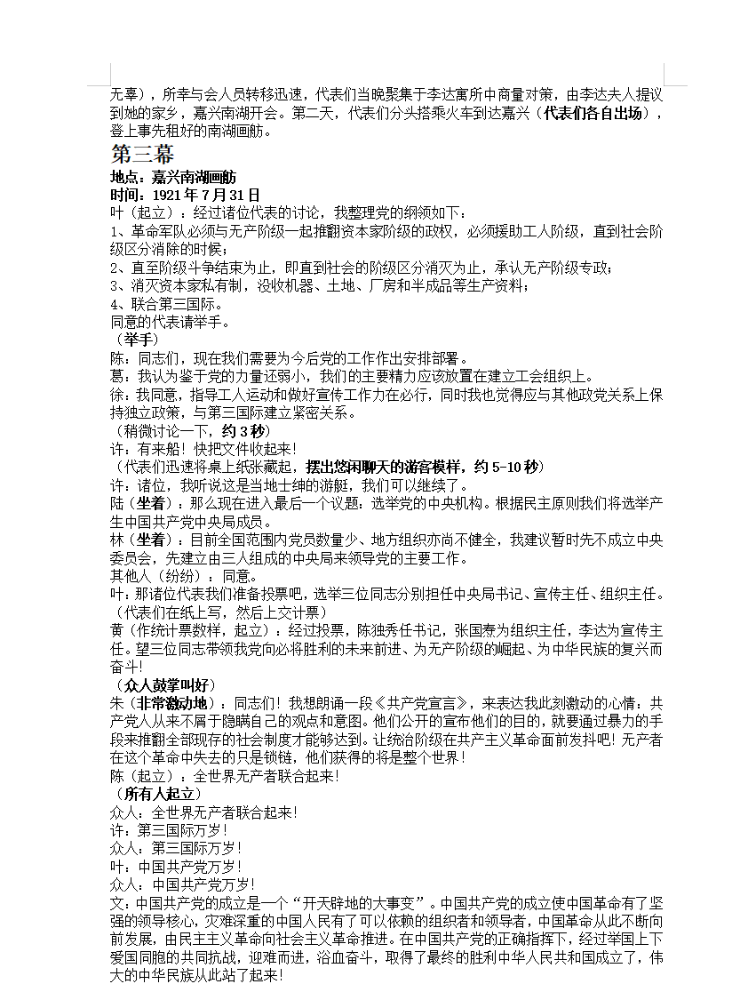 无辜），所幸与会人员转移迅速，代表们当晚聚集于李达寓所中商量对策，由李达夫人提议
到她的家乡，嘉兴南湖开会。第二天，代表们分头搭乘火车到达嘉兴（代表们各自出场），
登上事先租好的南湖画舫。
第三幕
地点：嘉兴南湖画舫
时间：1921 年 7 月 31 日
叶（起立）：经过诸位代表的讨论，我整理党的纲领如下：
1、革命军队必须与无产阶级一起推翻资本家阶级的政权，必须援助工人阶级，直到社会阶
级区分消除的时候；
2、直至阶级斗争结束为止，即直到社会的阶级区分消灭为止，承认无产阶级专政；
3、消灭资本家私有制，没收机器、土地、厂房和半成品等生产资料；
4、联合第三国际。
同意的代表请举手。
（举手）
陈：同志们，现在我们需要为今后党的工作作出安排部署。
葛：我认为鉴于党的力量还弱小，我们的主要精力应该放置在建立工会组织上。
徐：我同意，指导工人运动和做好宣传工作力在必行，同时我也觉得应与其他政党关系上保
持独立政策，与第三国际建立紧密关系。
（稍微讨论一下，约 3 秒）
许：有来船！快把文件收起来！
（代表们迅速将桌上纸张藏起，摆出悠闲聊天的游客模样，约 5-10 秒）
许：诸位，我听说这是当地士绅的游艇，我们可以继续了。
陆（坐着）：那么现在进入最后一个议题：选举党的中央机构。根据民主原则我们将选举产
生中国共产党中央局成员。
林（坐着）：目前全国范围内党员数量少、地方组织亦尚不健全，我建议暂时先不成立中央
委员会，先建立由三人组成的中央局来领导党的主要工作。
其他人（纷纷）：同意。
叶：那诸位代表我们准备投票吧，选举三位同志分别担任中央局书记、宣传主任、组织主任。
（代表们在纸上写，然后上交计票）
黄（作统计票数样，起立）：经过投票，陈独秀任书记，张国焘为组织主任，李达为宣传主
任。望三位同志带领我党向必将胜利的未来前进、为无产阶级的崛起、为中华民族的复兴而
奋斗！
（众人鼓掌叫好）
朱（非常激动地）：同志们！我想朗诵一段《共产党宣言》，来表达我此刻激动的心情：共
产党人从来不屑于隐瞒自己的观点和意图。他们公开的宣布他们的目的，就要通过暴力的手
段来推翻全部现存的社会制度才能够达到。让统治阶级在共产主义革命面前发抖吧！无产者
在这个革命中失去的只是锁链，他们获得的将是整个世界！
陈（起立）：全世界无产者联合起来！
（所有人起立）
众人：全世界无产者联合起来！
许：第三国际万岁！
众人：第三国际万岁！
叶：中国共产党万岁！
众人：中国共产党万岁！
文：中国共产党的成立是一个“开天辟地的大事变”。中国共产党的成立使中国革命有了坚
强的领导核心，灾难深重的中国人民有了可以依赖的组织者和领导者，中国革命从此不断向
前发展，由民主主义革命向社会主义革命推进。在中国共产党的正确指挥下，经过举国上下
爱国同胞的共同抗战，迎难而进，浴血奋斗，取得了最终的胜利中华人民共和国成立了，伟
大的中华民族从此站了起来！